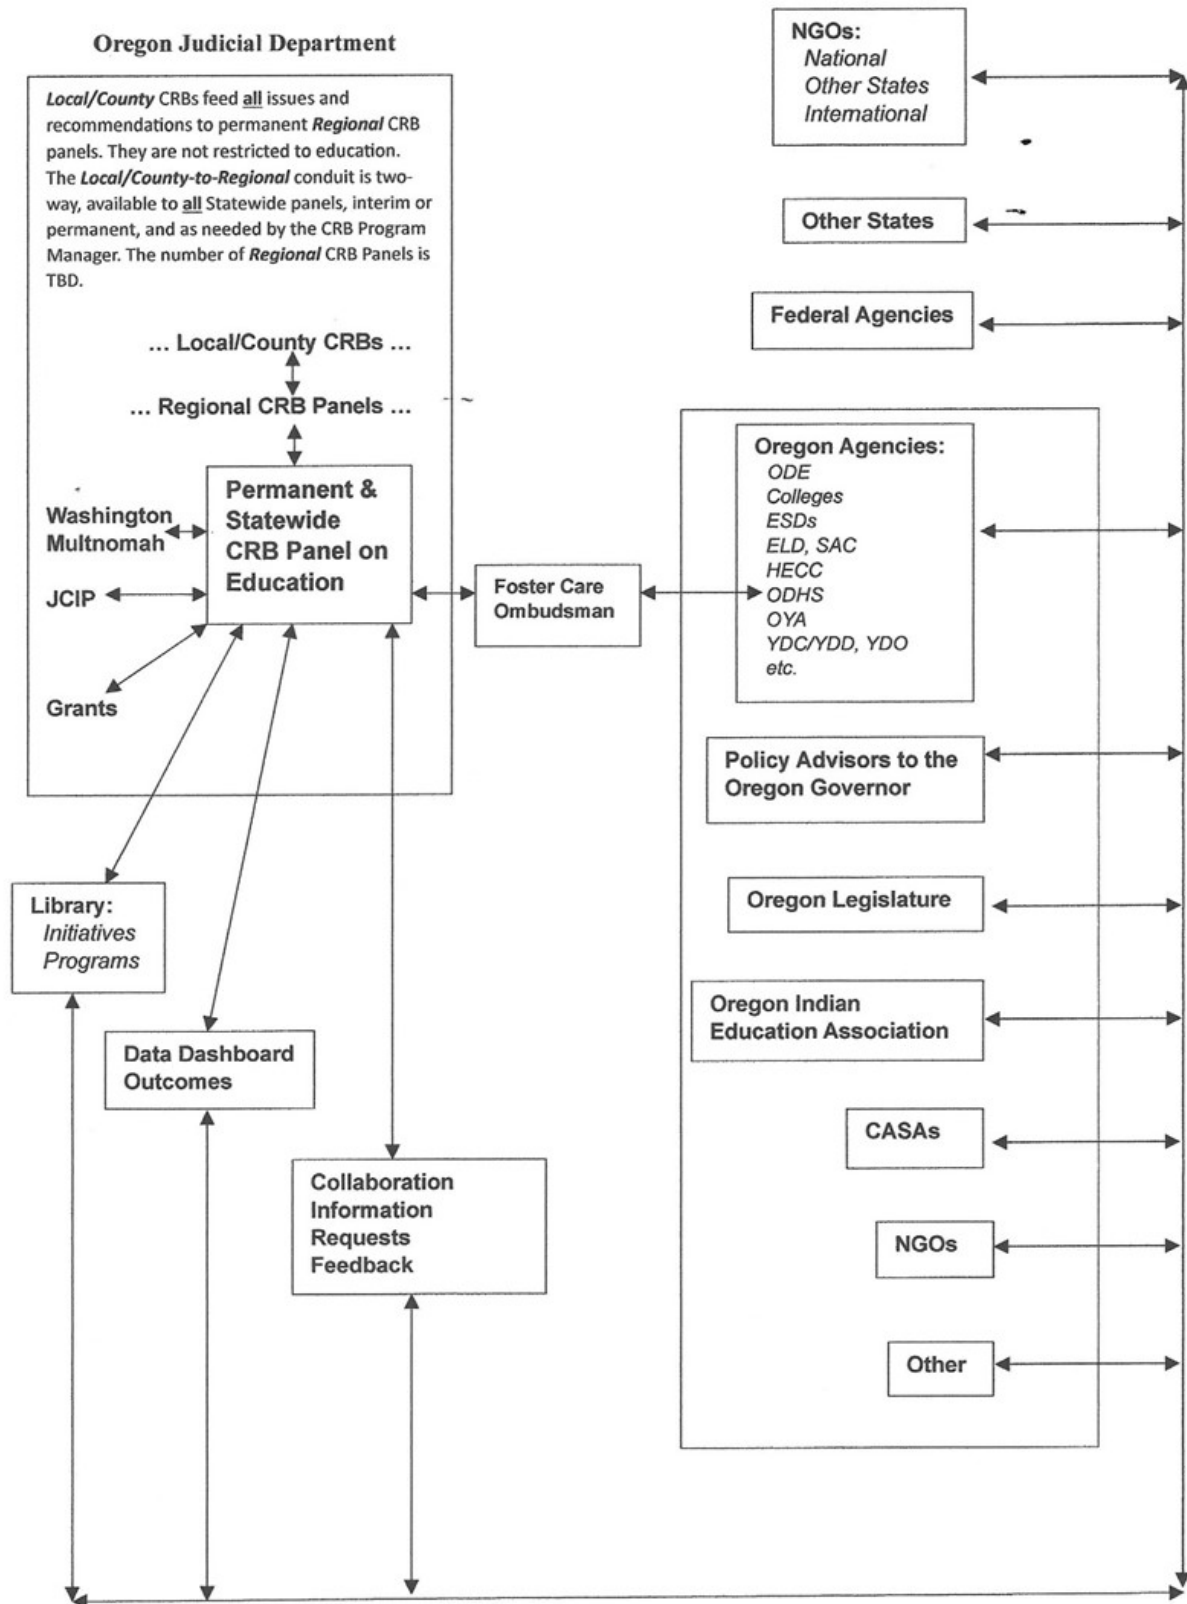 Oregon Judicial Department
Local/County CRBs feed all issues and
recommendations to permanent Regional CRB
panels. They are not restricted to education.
The Local/County-to-Regional conduit is two-
way, available to all Statewide panels, interim or
permanent, and as needed by the CRB Program
Manager. The number of Regional CRB Panels is
TBD.
... Local/County CRBs ...
... Regional CRB Panels ...
Permanent &
Statewide
CRB Panel on
Education
Washington
Multnomah
JCIP
Grants
Foster Care
Ombudsman
Library:
Initiatives
Programs
Data Dashboard
Outcomes
Collaboration
Information
Requests
Feedback
NGOs:
National
Other States
International
Other States
Federal Agencies
Oregon Agencies:
ODE
Colleges
ESDs
ELD, SAC
HECC
ODHS
OYA
YDC/YDD, YDO
etc.
Policy Advisors to the
Oregon Governor
Oregon Legislature
Oregon Indian
Education Association
CASAs
NGOs
Other